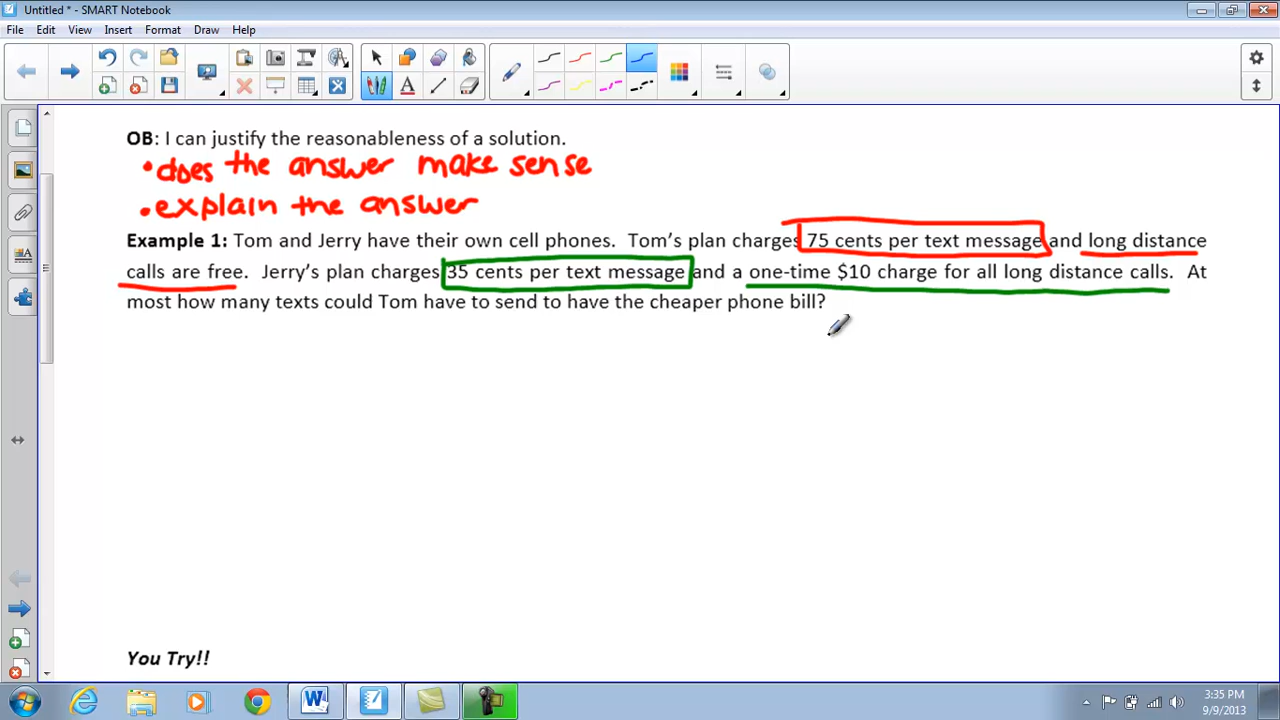 Untitled * - SMART Notebook
File Edit View Insert Format Draw Help
OB: I can justify the reasonableness of a solution.
• does the answer make sense
• explain the answer
Example 1: Tom and Jerry have their own cell phones. Tom's plan charges 75 cents per text message and long distance
calls are free. Jerry's plan charges 35 cents per text message and a one-time $10 charge for all long distance calls. At
most how many texts could Tom have to send to have the cheaper phone bill?
You Try!!
3:35 PM
9/9/2013